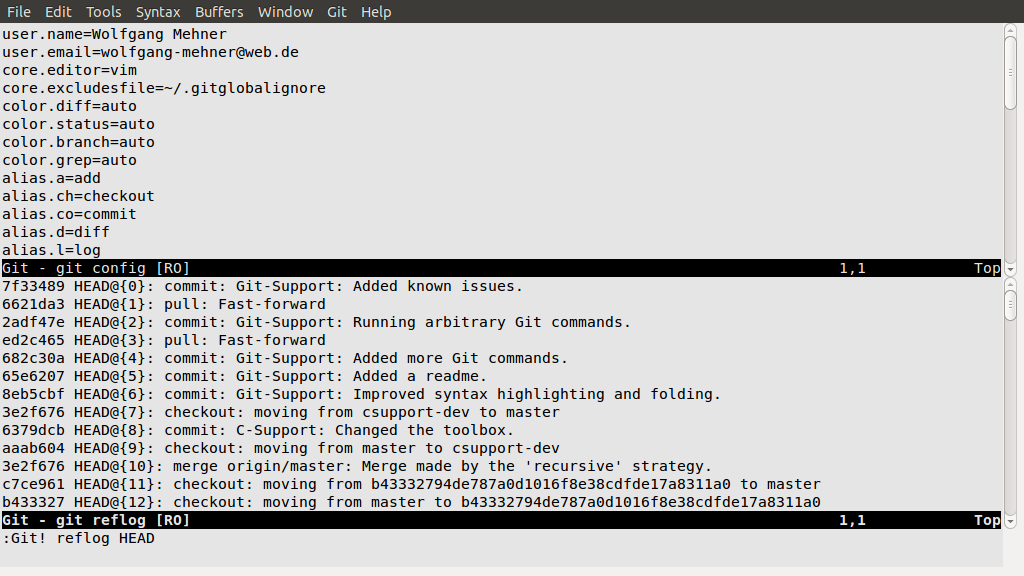 File Edit Tools Syntax Buffers Window Git Help
user.name=Wolfgang Mehner
user.email=wolfgang-mehner@web.de
core.editor=vim
core.excludesfile=~/.gitglobalignore
color.diff=auto
color.status=auto
color.branch=auto
color.grep=auto
alias.a=add
alias.ch=checkout
alias.co=commit
alias.d=diff
alias.l=log
Git - git config [RO] 1,1 Top
7f33489 HEAD@{0}: commit: Git-Support: Added known issues.
6621da3 HEAD@{1}: pull: Fast-forward
2adf47e HEAD@{2}: commit: Git-Support: Running arbitrary Git commands.
ed2c465 HEAD@{3}: pull: Fast-forward
682c30a HEAD@{4}: commit: Git-Support: Added more Git commands.
65e6207 HEAD@{5}: commit: Git-Support: Added a readme.
8eb5cbf HEAD@{6}: commit: Git-Support: Improved syntax highlighting and folding.
3e2f676 HEAD@{7}: checkout: moving from csupport-dev to master
6379dcb HEAD@{8}: commit: C-Support: Changed the toolbox.
aaab604 HEAD@{9}: checkout: moving from master to csupport-dev
3e2f676 HEAD@{10}: merge origin/master: Merge made by the 'recursive' strategy.
c7ce961 HEAD@{11}: checkout: moving from b43332794de787a0d1016f8e38cdfde17a8311a0 to master
b433327 HEAD@{12}: checkout: moving from master to b43332794de787a0d1016f8e38cdfde17a8311a0
Git - git reflog [RO] 1,1 Top
:Git! reflog HEAD